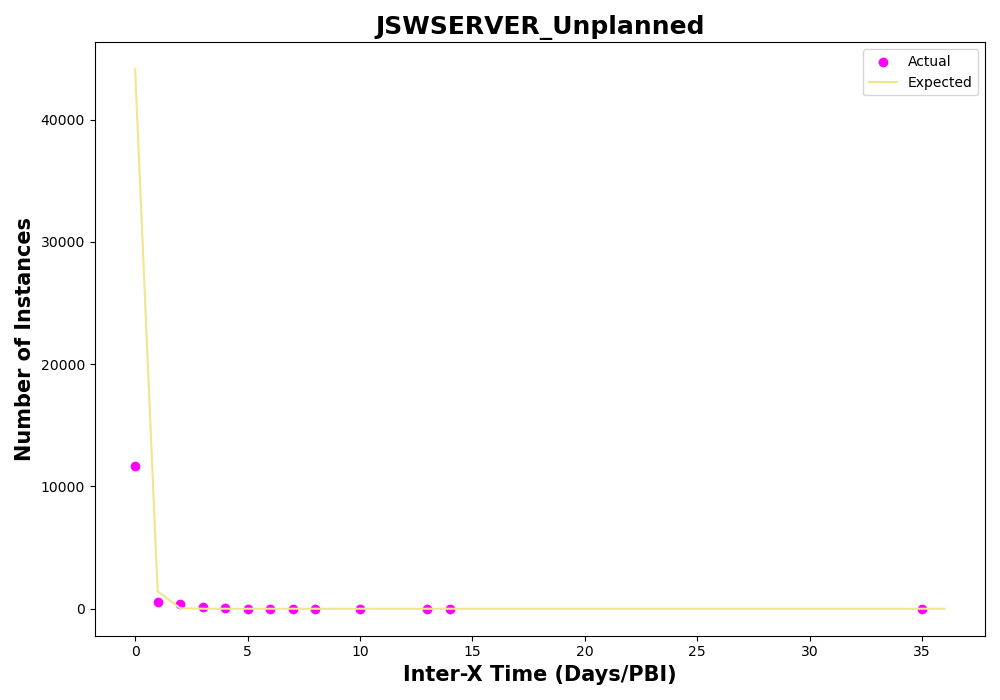 JSWSERVER_Unplanned
Actual
Expected
Number of Instances
40000
30000
20000
10000
0
0 5 10 15 20 25 30 35
Inter-X Time (Days/PBI)